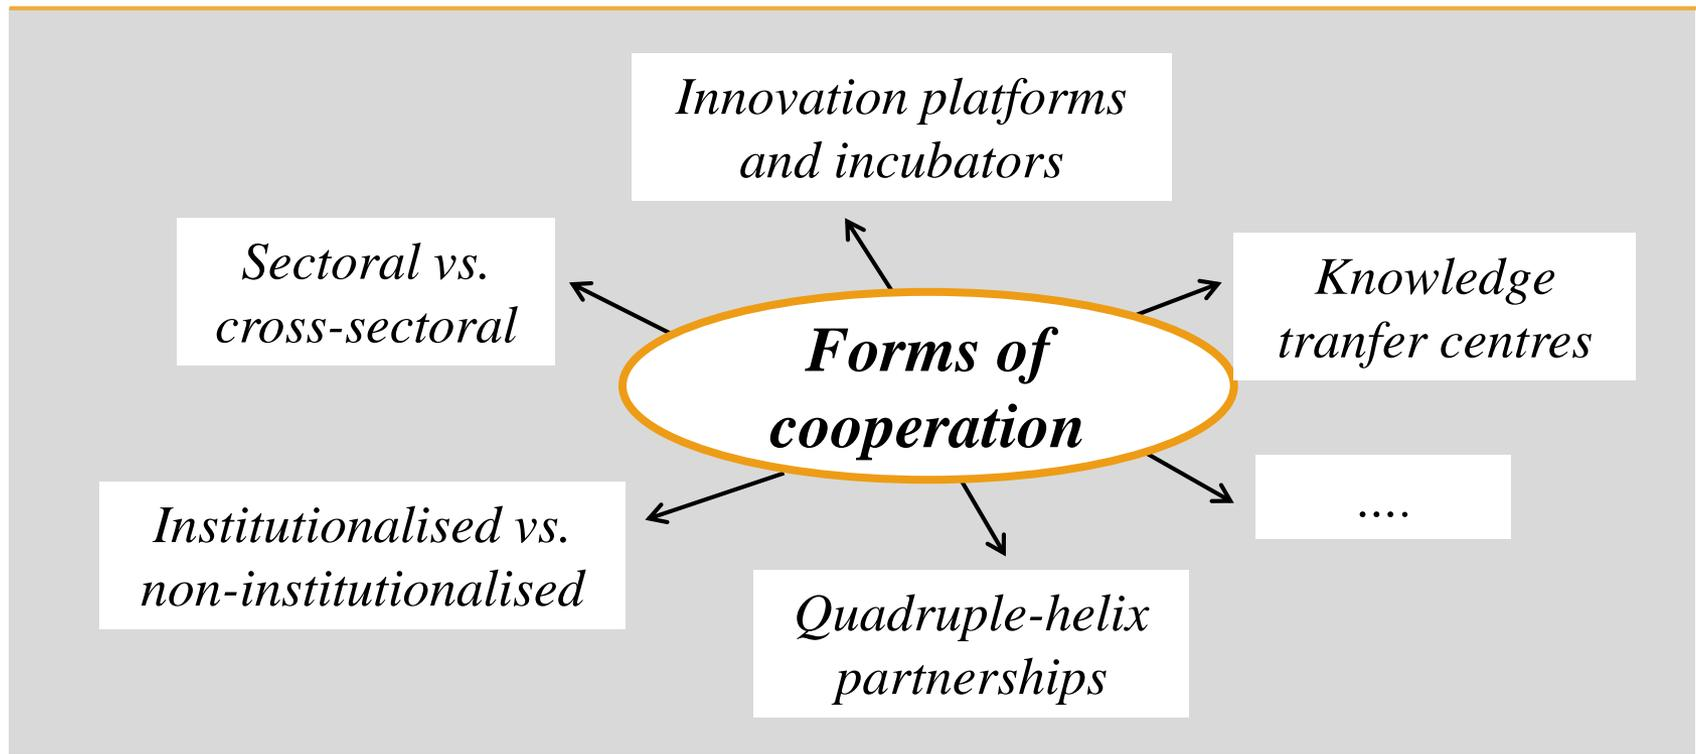 Innovation platforms
and incubators
Sectoral vs.
cross-sectoral
Knowledge
tranfer centres
Forms of
cooperation
....
Institutionalised vs.
non-institutionalised
Quadruple-helix
partnerships